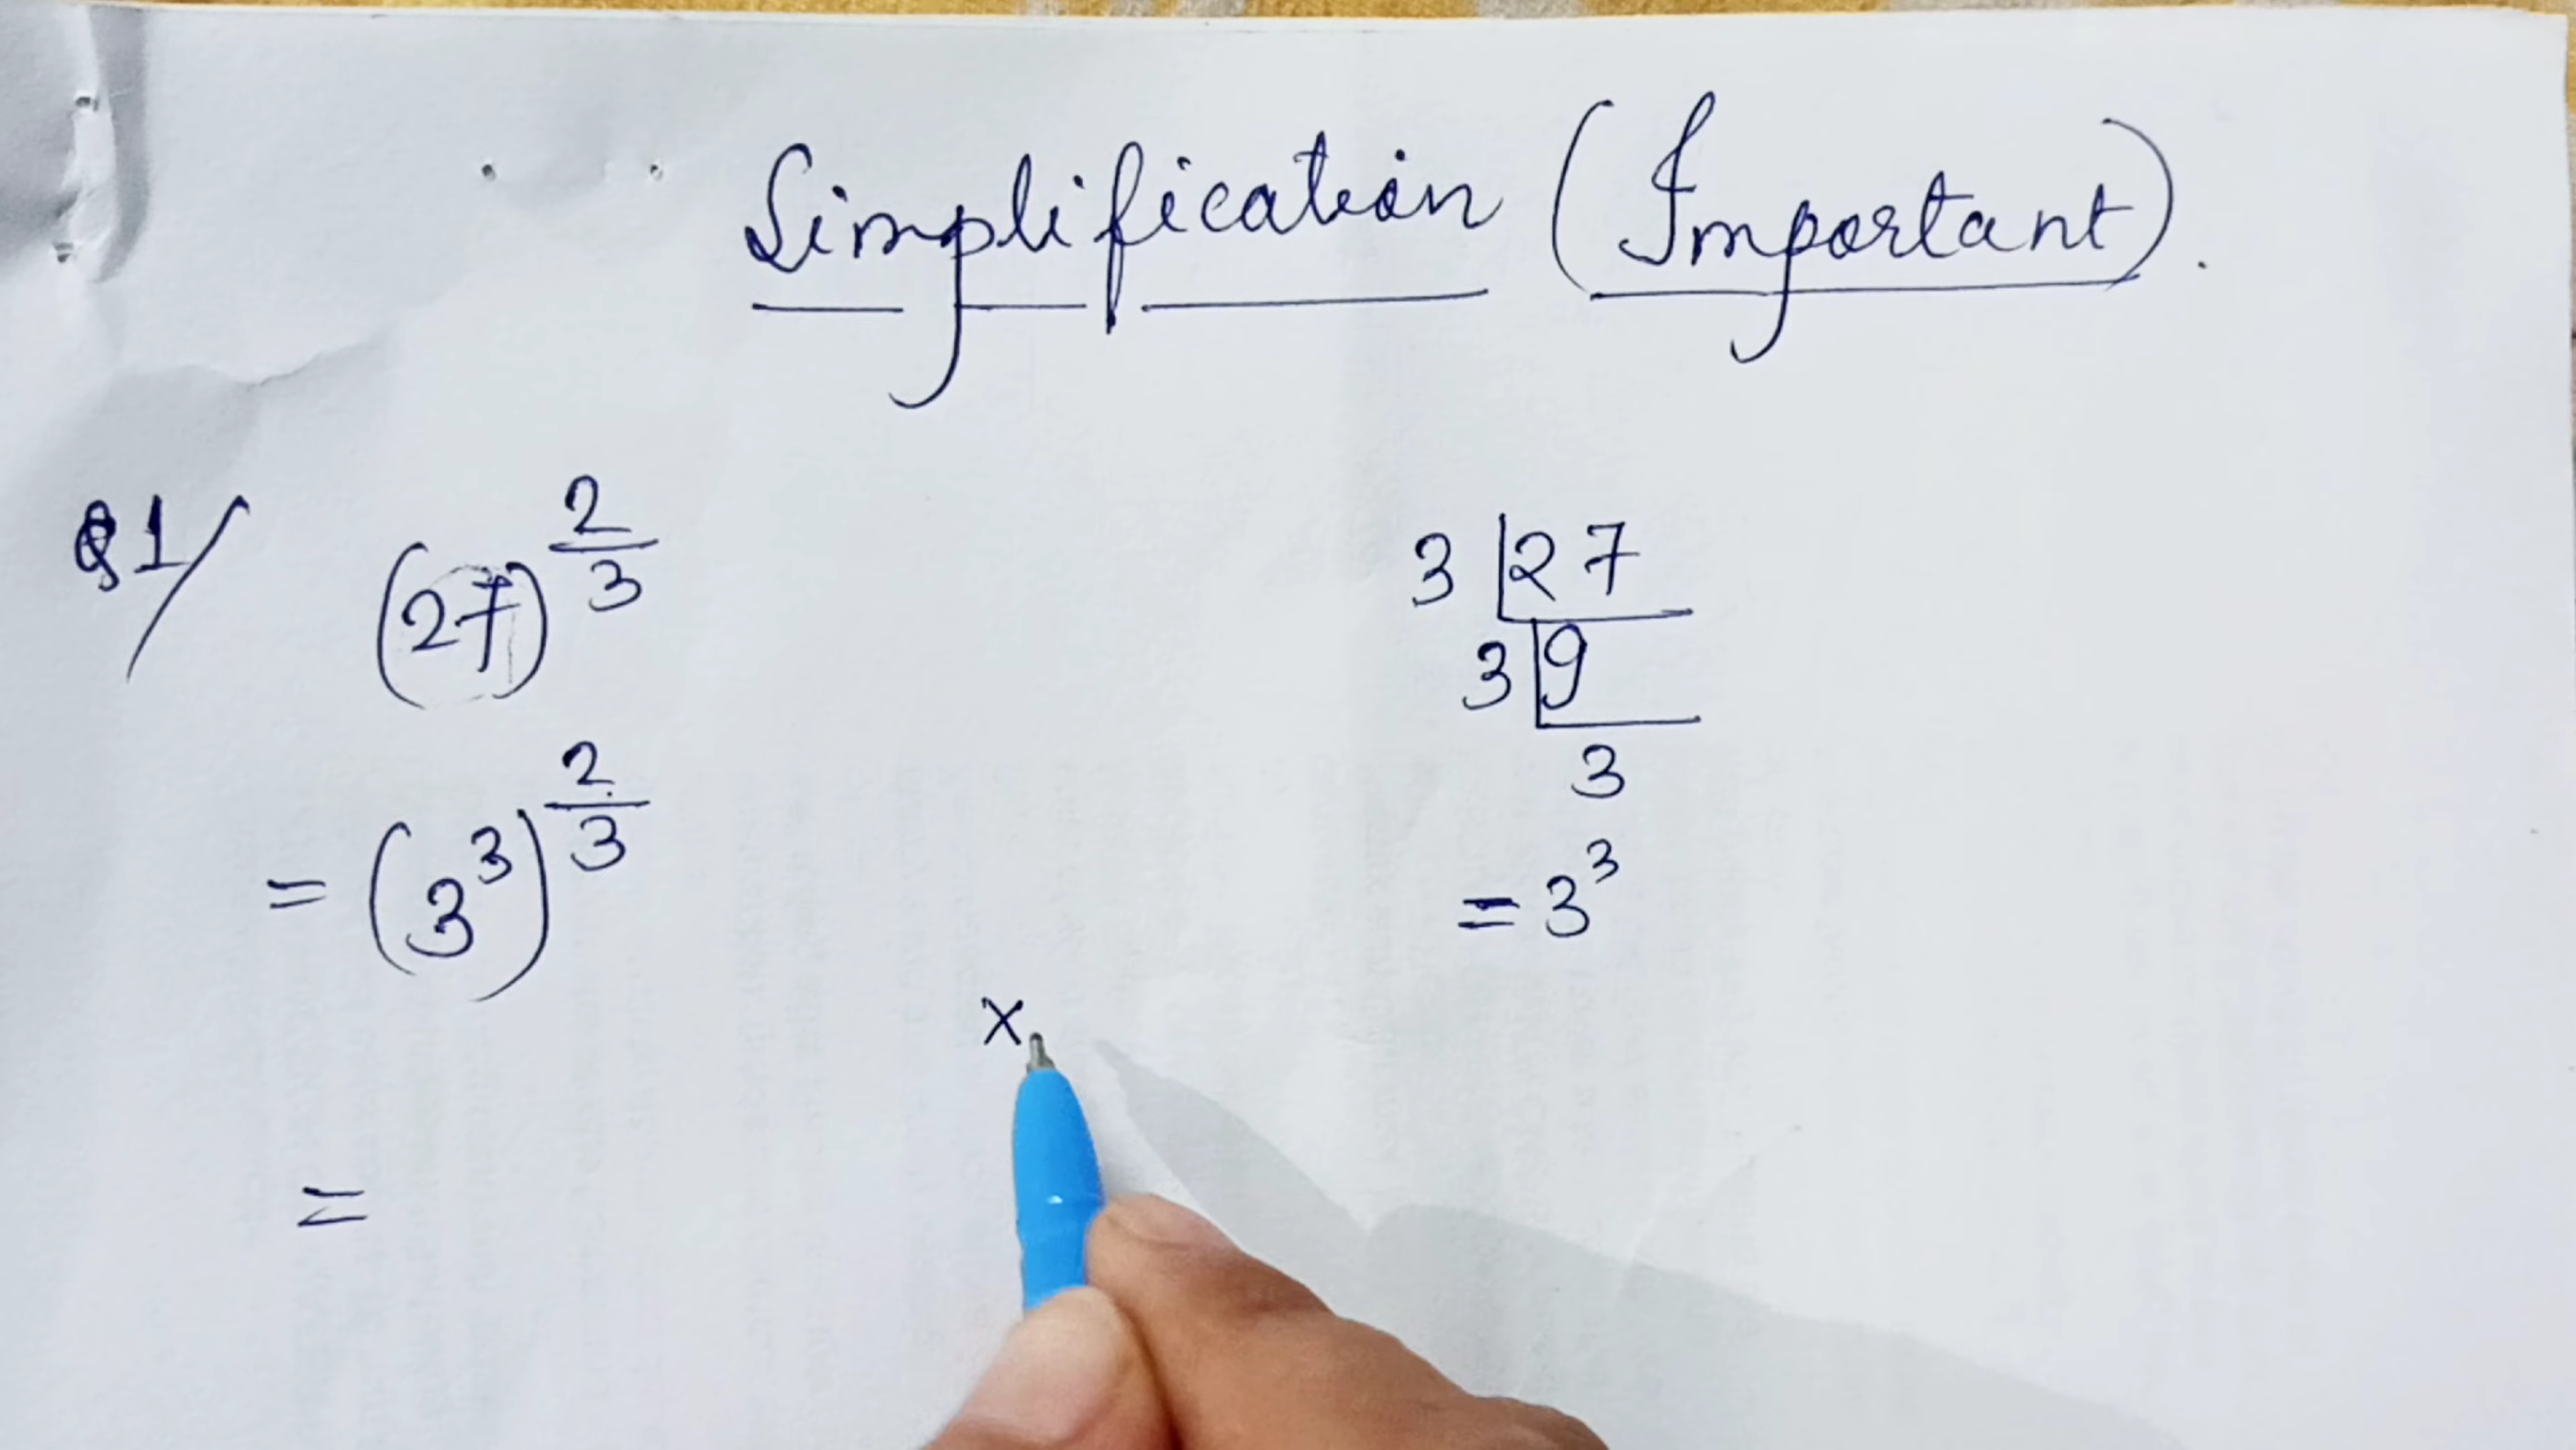 Simplification (Important).
Q1/ (27)^(2/3)
= (3^3)^(2/3)
=
3 |27
3 |9
3
= 3^3
x